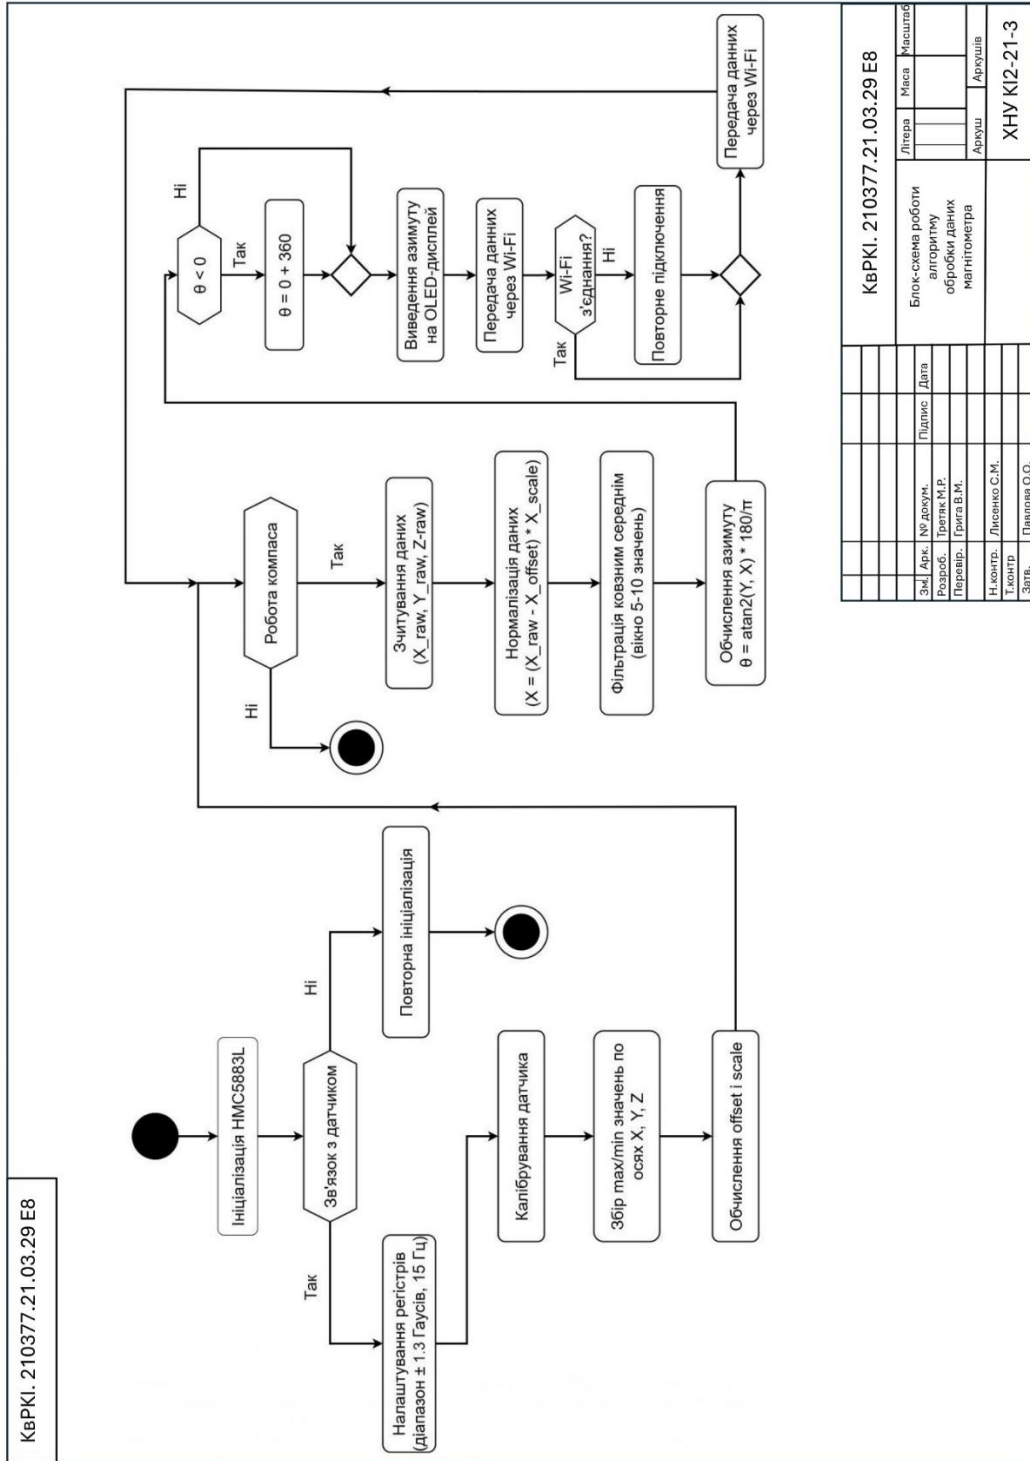 КвРКІ. 210377.21.03.29 Е8
Ініціалізація HMC5883L
Зв'язок з датчиком
Так
Ні
Налаштування регістрів
(діапазон ± 1.3 Гаусів, 15 Гц)
Повторна ініціалізація
Калібрування датчика
Збір max/min значень по
осях X, Y, Z
Обчислення offset і scale
Робота компаса
Ні
Так
Зчитування даних
(X_raw, Y_raw, Z-raw)
Нормалізація даних
(X = (X_raw - X_offset) * X_scale)
Фільтрація ковзним середнім
(вікно 5-10 значень)
Обчислення азимуту
θ = atan2(Y, X) * 180/π
θ < 0
Ні
Так
θ = 0 + 360
Виведення азимуту
на OLED-дисплей
Передача данних
через Wi-Fi
Wi-Fi
з'єднання?
Так
Ні
Повторне підключення
Передача данних
через Wi-Fi
КвРКІ. 210377.21.03.29 Е8
Зм. Арк. № докум. Підпис Дата
Розроб. Третяк М.Р.
Перевір. Грига В.М.
Н.контр. Лисенко С.М.
Т.контр
Затв. Павлова О.О.
Блок-схема роботи
алгоритму
обробки даних
магнітометра
Літера Маса Масштаб
Аркуш Аркушів
ХНУ КІ2-21-3